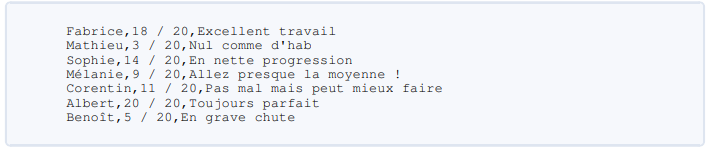 Fabrice,18 / 20,Excellent travail
Mathieu,3 / 20,Nul comme d'hab
Sophie,14 / 20,En nette progression
Mélanie,9 / 20,Allez presque la moyenne !
Corentin,11 / 20,Pas mal mais peut mieux faire
Albert,20 / 20,Toujours parfait
Benoît,5 / 20,En grave chute